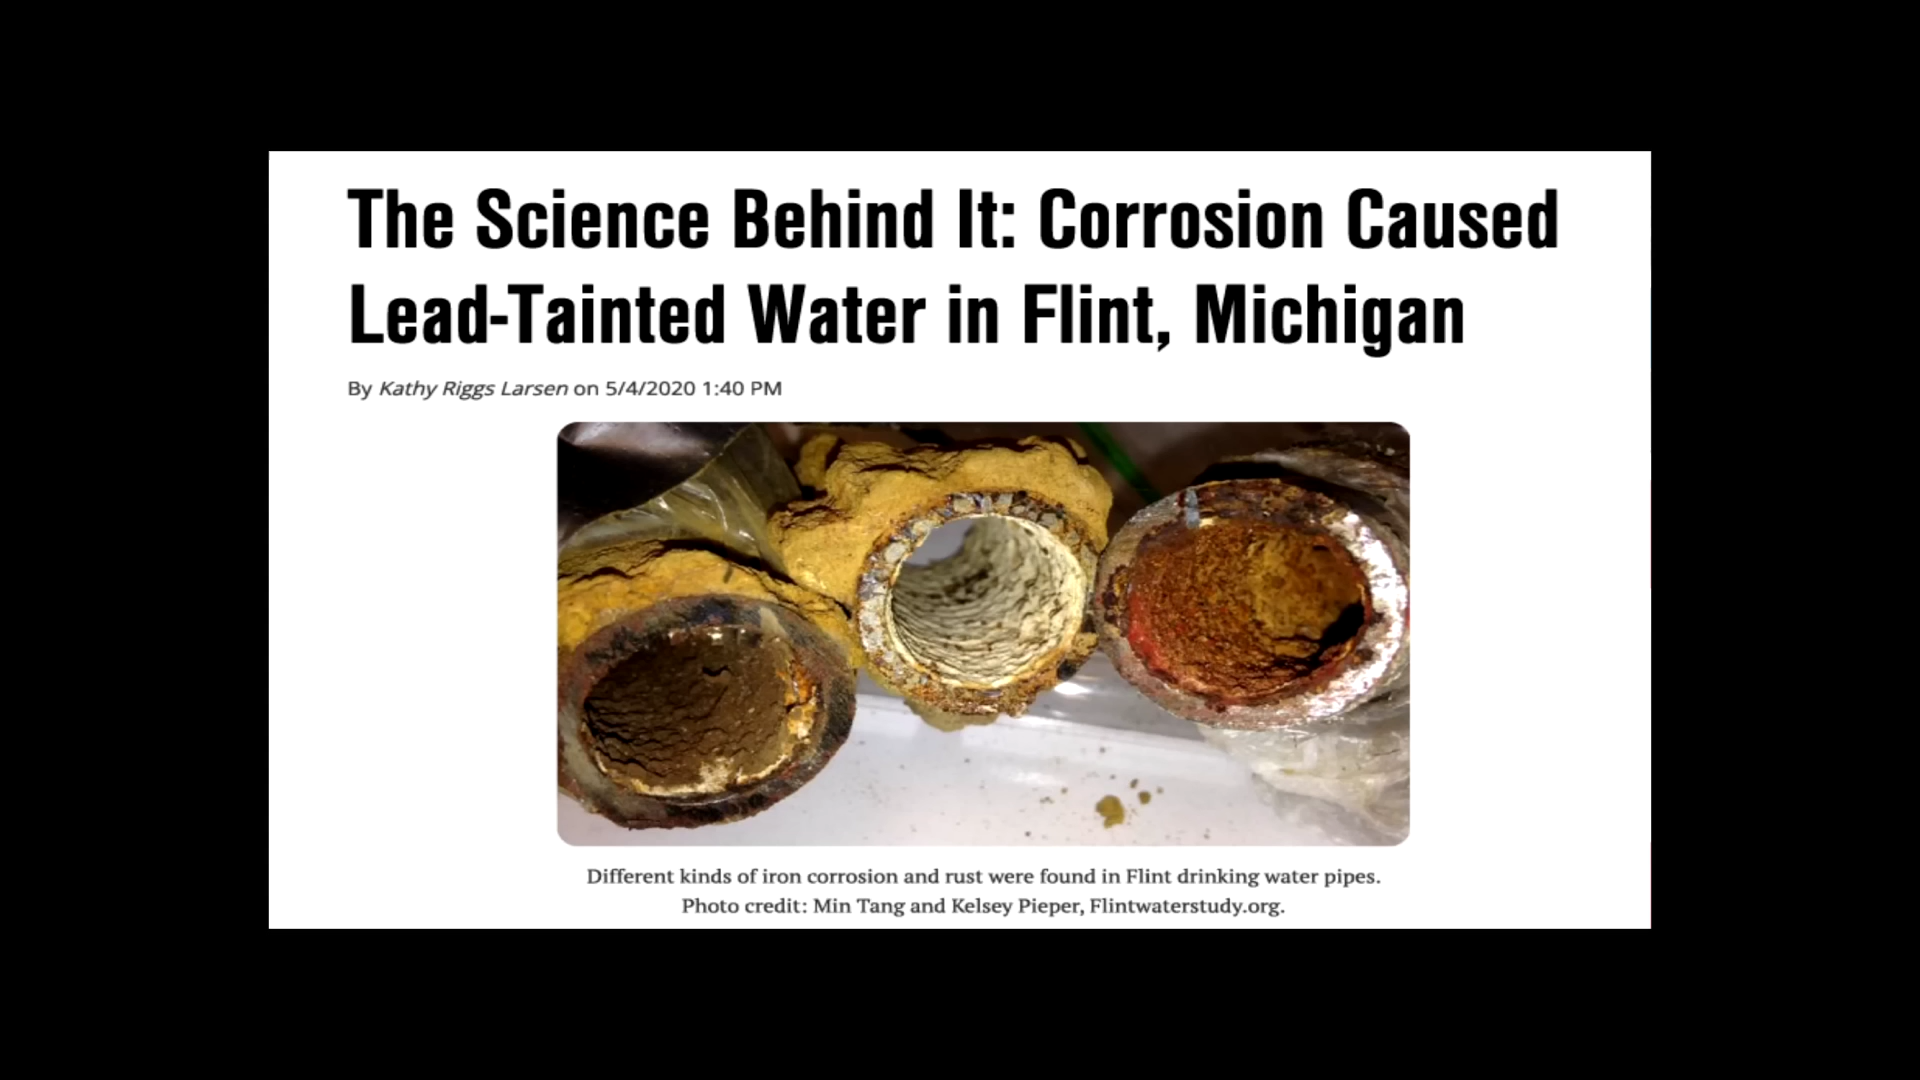 The Science Behind It: Corrosion Caused
Lead-Tainted Water in Flint, Michigan
By Kathy Riggs Larsen on 5/4/2020 1:40 PM
Different kinds of iron corrosion and rust were found in Flint drinking water pipes.
Photo credit: Min Tang and Kelsey Pieper, Flintwaterstudy.org.